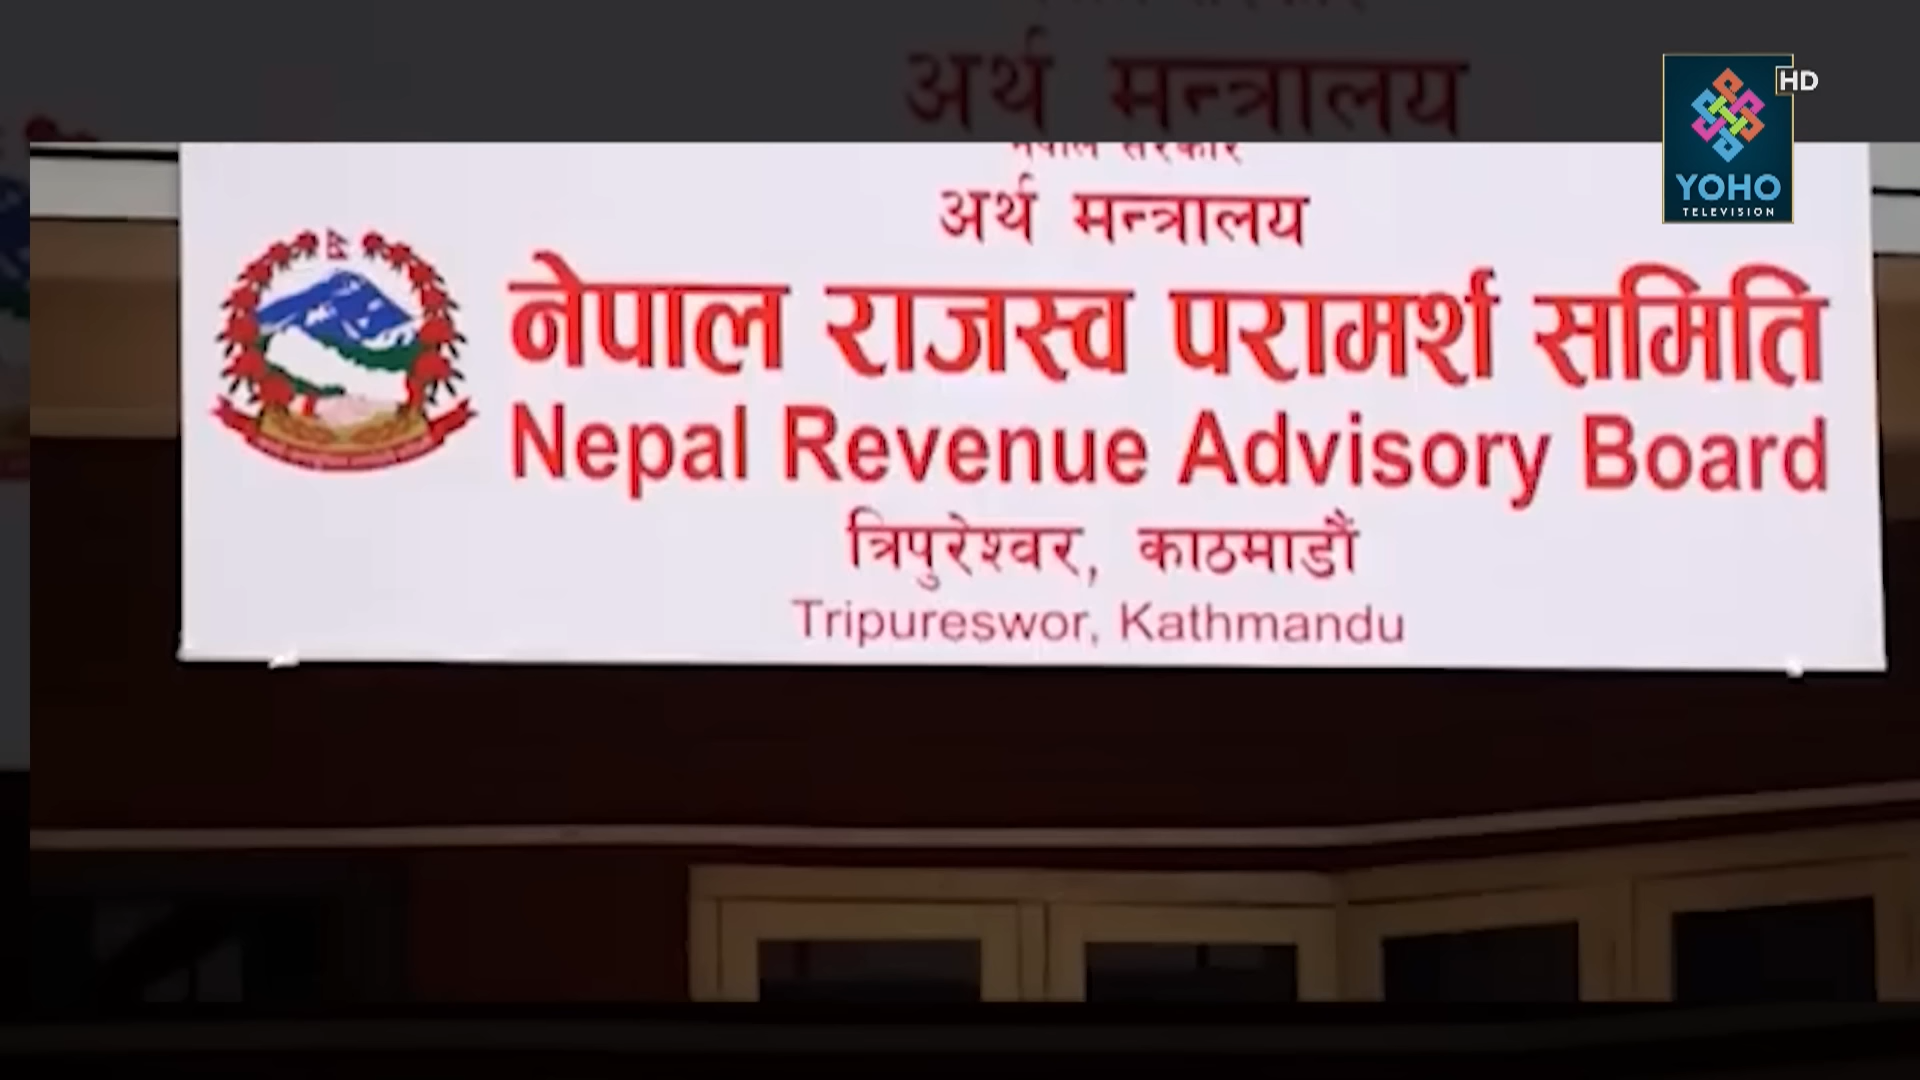 अर्थ मन्त्रालय
नेपाल सरकार
अर्थ मन्त्रालय
नेपाल राजस्व परामर्श समिति
Nepal Revenue Advisory Board
त्रिपुरेश्वर, काठमाडौं
Tripureswor, Kathmandu
HD
YOHO
TELEVISION